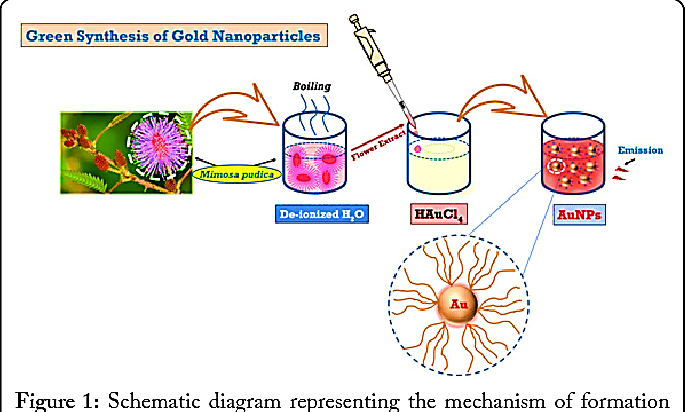 Green Synthesis of Gold Nanoparticles
Boiling
Flower Extract
Emission
Mimosa pudica
De-ionized H₂O
HAuCl₄
AuNPs
Au
Figure 1: Schematic diagram representing the mechanism of formation